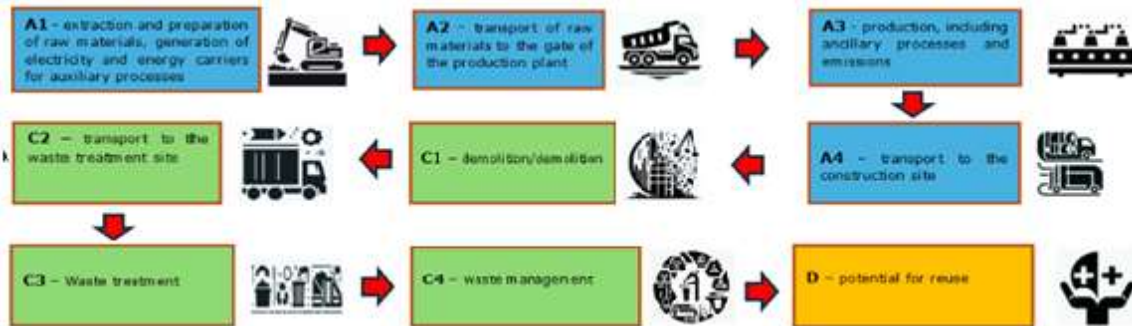 A1 - extraction and preparation
of raw materials, generation of
electricity and energy carriers
for auxiliary processes
A2 - transport of raw
materials to the gate of
the production plant
A3 - production, including
ancillary processes and
emissions
C2 – transport to the
waste treatment site
C1 – demolition/demolition
A4 – transport to the
construction site
C3 – Waste treatment
C4 – waste management
D – potential for reuse